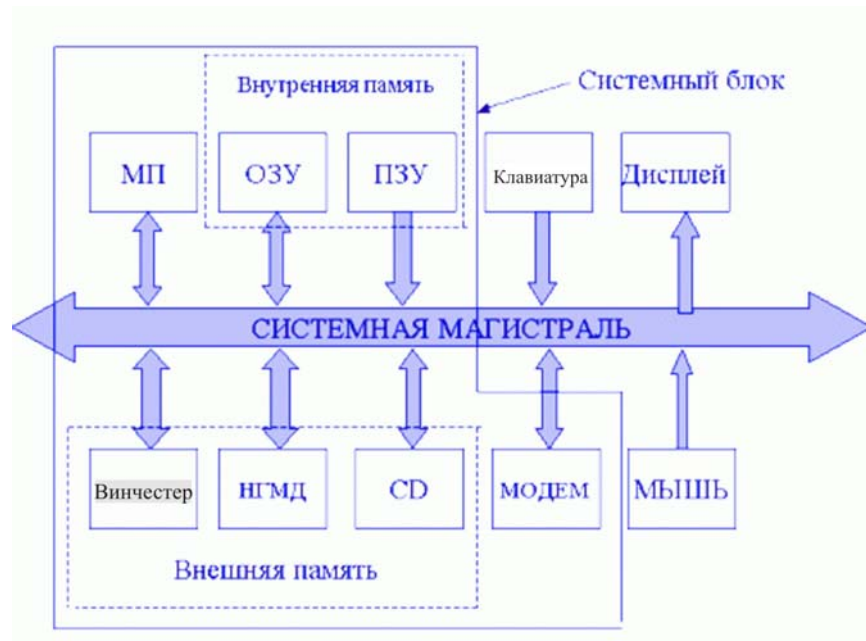 Внутренняя память
Системный блок
МП
ОЗУ
ПЗУ
Клавиатура
Дисплей
СИСТЕМНАЯ МАГИСТРАЛЬ
Винчестер
НГМД
CD
МОДЕМ
МЫШЬ
Внешняя память